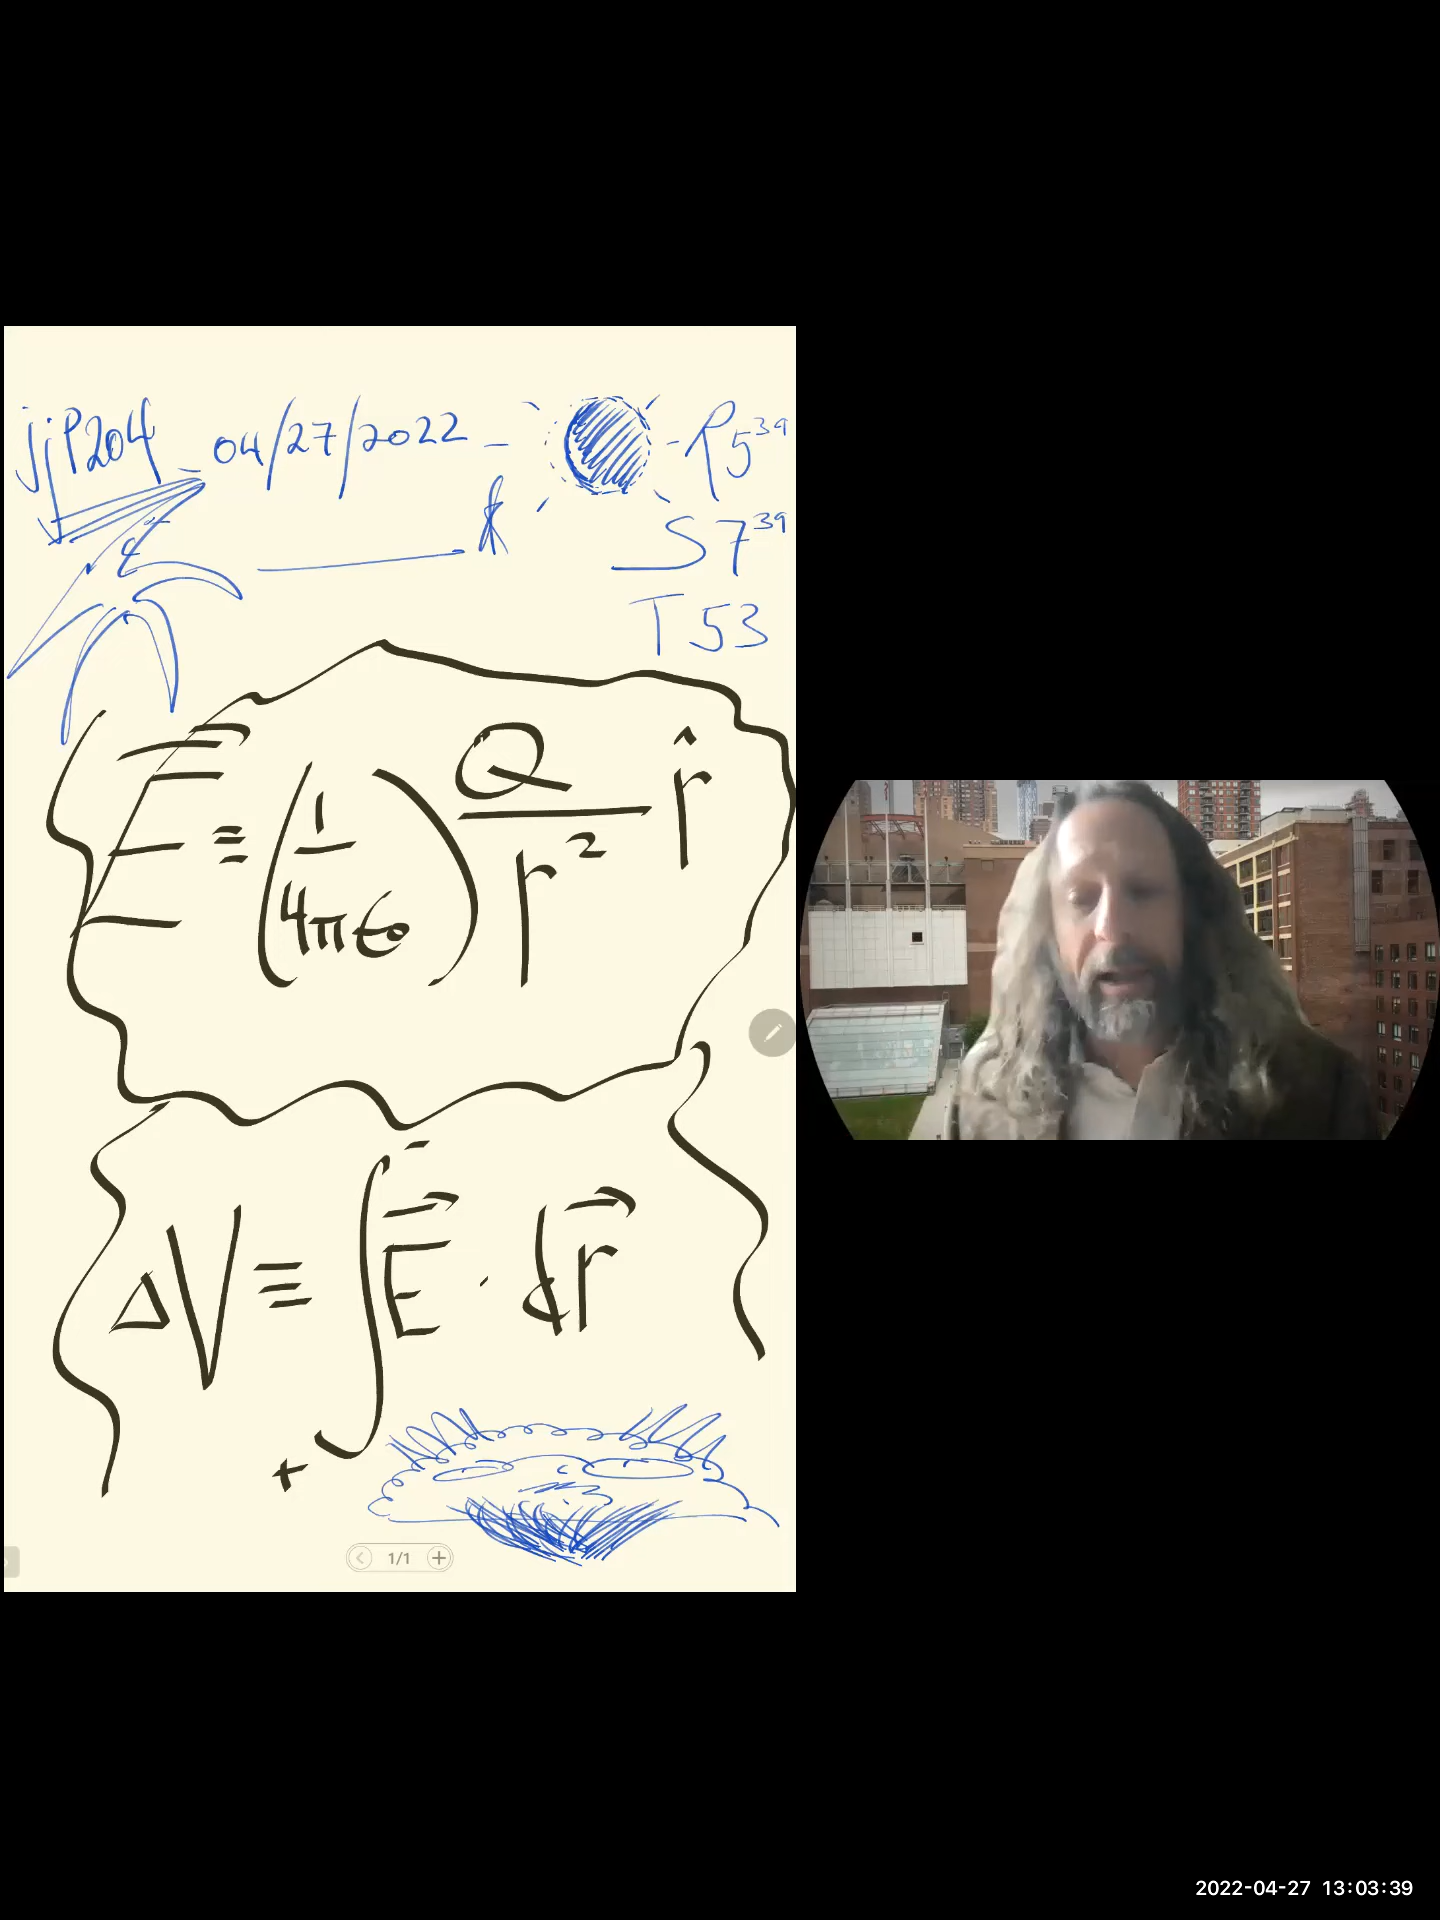 jjP204 - 04/27/2022 - - R5³⁹
S7³⁹
T53
E⃗ ≡ (1/4πε₀) Q/r² r̂
ΔV ≡ ∫⁻₊ E⃗ · dr⃗
1/1
2022-04-27 13:03:39